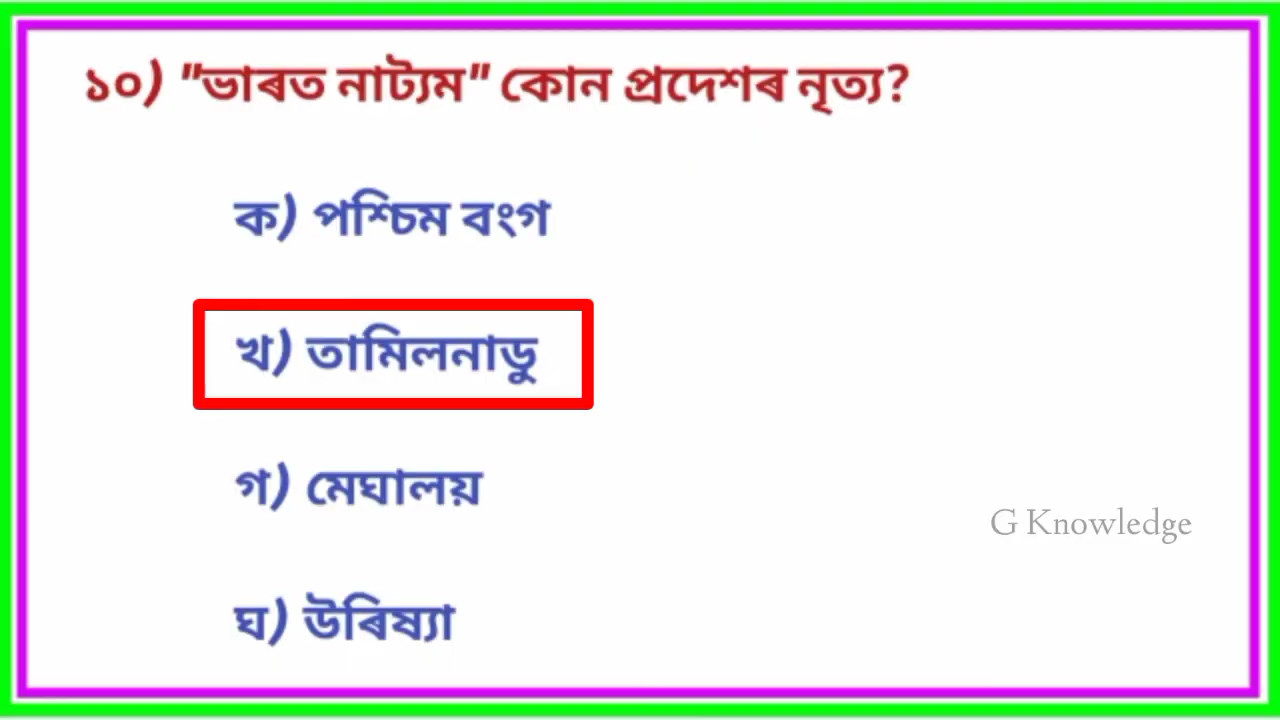 ১০) "ভাৰত নাট্যম" কোন প্ৰদেশৰ নৃত্য?
ক) পশ্চিম বংগ
খ) তামিলনাডু
গ) মেঘালয়
G Knowledge
ঘ) উৰিষ্যা